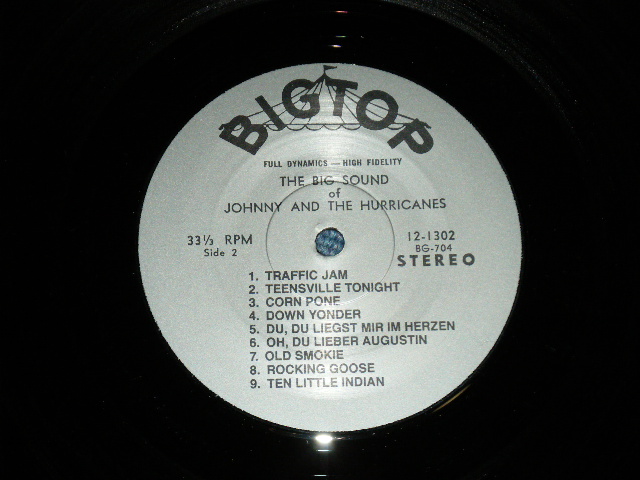 BIGTOP
FULL DYNAMICS — HIGH FIDELITY
THE BIG SOUND
of
JOHNNY AND THE HURRICANES
33⅓ RPM
Side 2
12-1302
BG-704
STEREO
1. TRAFFIC JAM
2. TEENSVILLE TONIGHT
3. CORN PONE
4. DOWN YONDER
5. DU, DU LIEGST MIR IM HERZEN
6. OH, DU LIEBER AUGUSTIN
7. OLD SMOKIE
8. ROCKING GOOSE
9. TEN LITTLE INDIAN